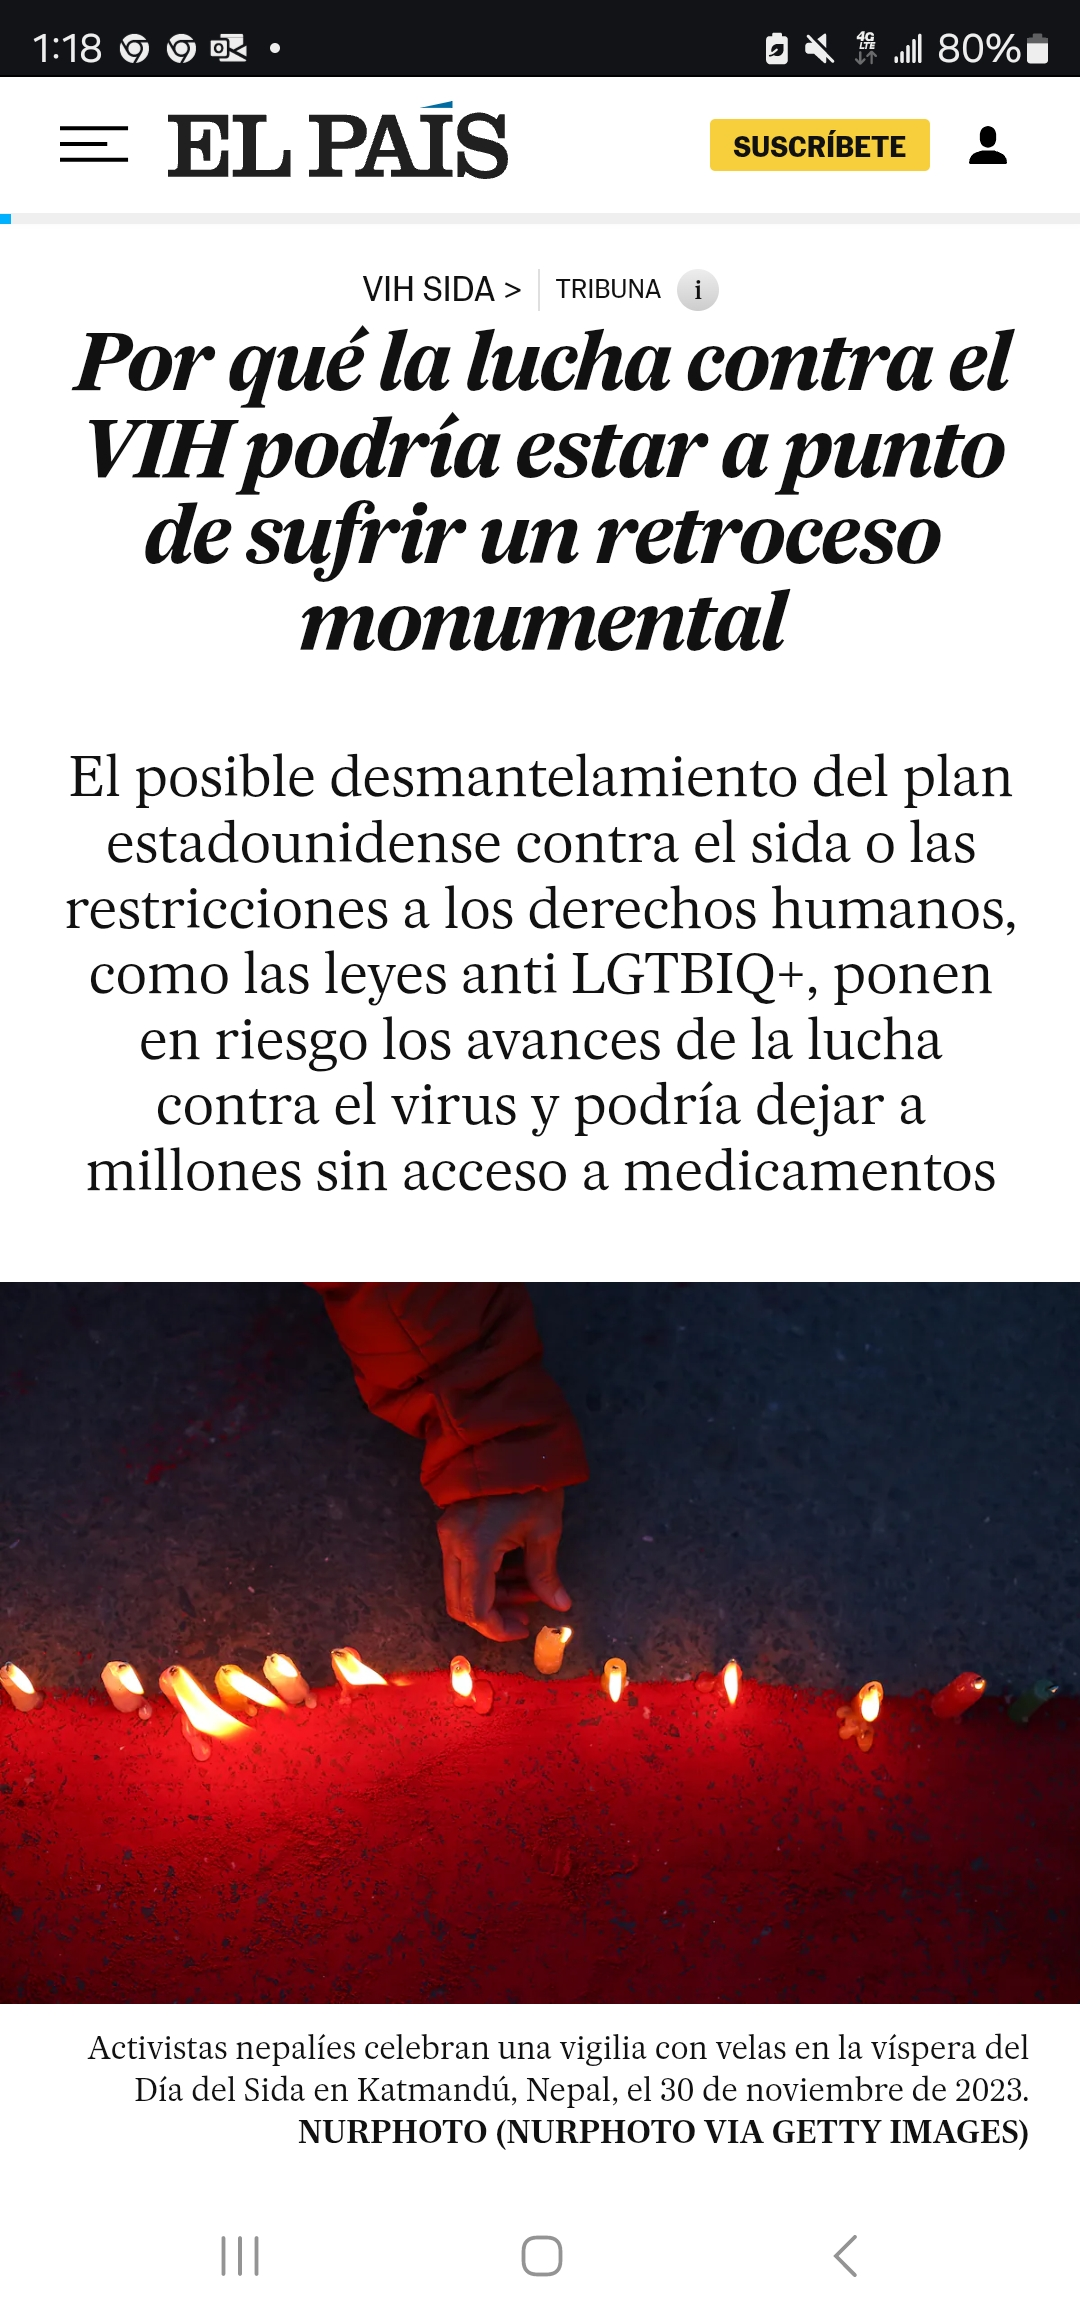 1:18
4G
LTE
80%
EL PAÍS
SUSCRÍBETE
VIH SIDA > TRIBUNA i
Por qué la lucha contra el
VIH podría estar a punto
de sufrir un retroceso
monumental
El posible desmantelamiento del plan
estadounidense contra el sida o las
restricciones a los derechos humanos,
como las leyes anti LGTBIQ+, ponen
en riesgo los avances de la lucha
contra el virus y podría dejar a
millones sin acceso a medicamentos
Activistas nepalíes celebran una vigilia con velas en la víspera del
Día del Sida en Katmandú, Nepal, el 30 de noviembre de 2023.
NURPHOTO (NURPHOTO VIA GETTY IMAGES)